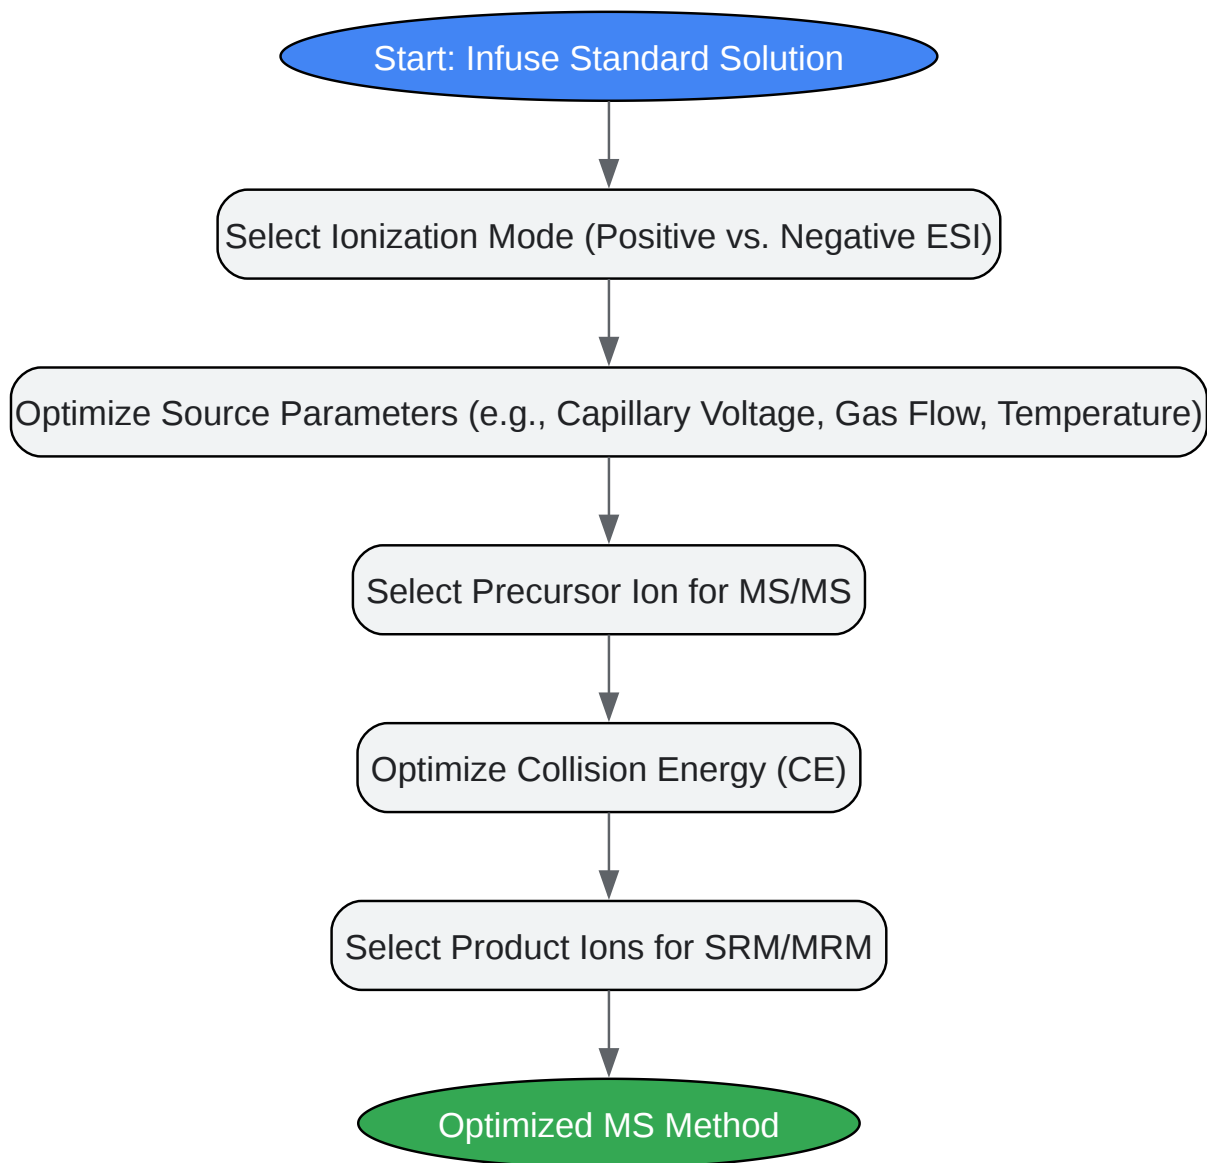 Start: Infuse Standard Solution
Select Ionization Mode (Positive vs. Negative ESI)
Optimize Source Parameters (e.g., Capillary Voltage, Gas Flow, Temperature)
Select Precursor Ion for MS/MS
Optimize Collision Energy (CE)
Select Product Ions for SRM/MRM
Optimized MS Method